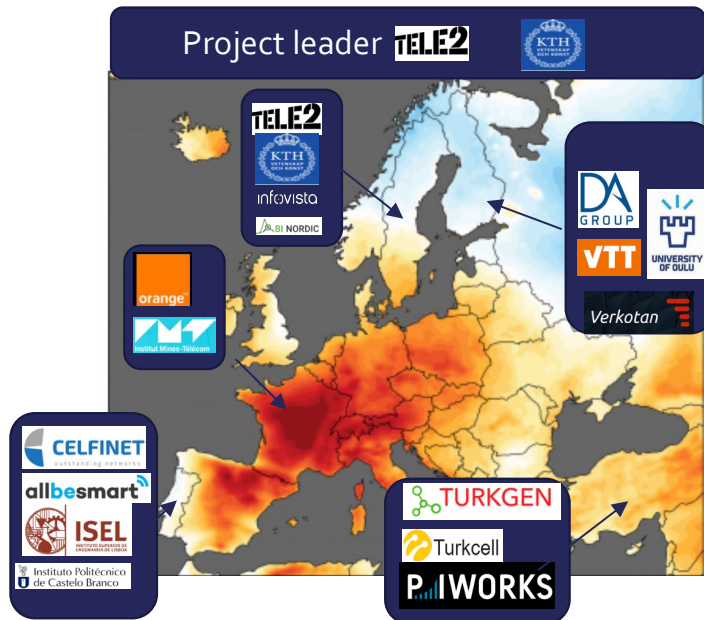 Project leader TELE2
KTH
VETENSKAP
OCH KONST
TELE2
KTH
VETENSKAP
OCH KONST
infovista
BI NORDIC
DA
GROUP
VTT
UNIVERSITY
OF OULU
Verkotan
orange™
Institut Mines-Télécom
CELFINET
outstanding networks
allbesmart
ISEL
INSTITUTO SUPERIOR DE
ENGENHARIA DE LISBOA
Instituto Politécnico
de Castelo Branco
TURKGEN
Turkcell
P.I WORKS